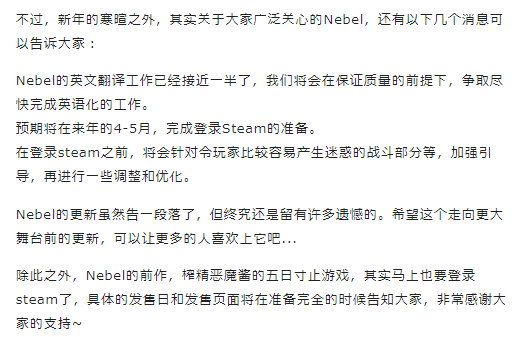 不过，新年的寒暄之外，其实关于大家广泛关心的Nebel，还有以下几个消息可
以告诉大家：
Nebel的英文翻译工作已经接近一半了，我们将会在保证质量的前提下，争取尽
快完成英语化的工作。
预期将在来年的4-5月，完成登录Steam的准备。
在登录steam之前，将会针对令玩家比较容易产生迷惑的战斗部分等，加强引
导，再进行一些调整和优化。
Nebel的更新虽然告一段落了，但终究还是留有许多遗憾的。希望这个走向更大
舞台前的更新，可以让更多的人喜欢上它吧...
除此之外，Nebel的前作，榨精恶魔酱的五日寸止游戏，其实马上也要登录
steam了，具体的发售日和发售页面将在准备完全的时候告知大家，非常感谢大
家的支持~